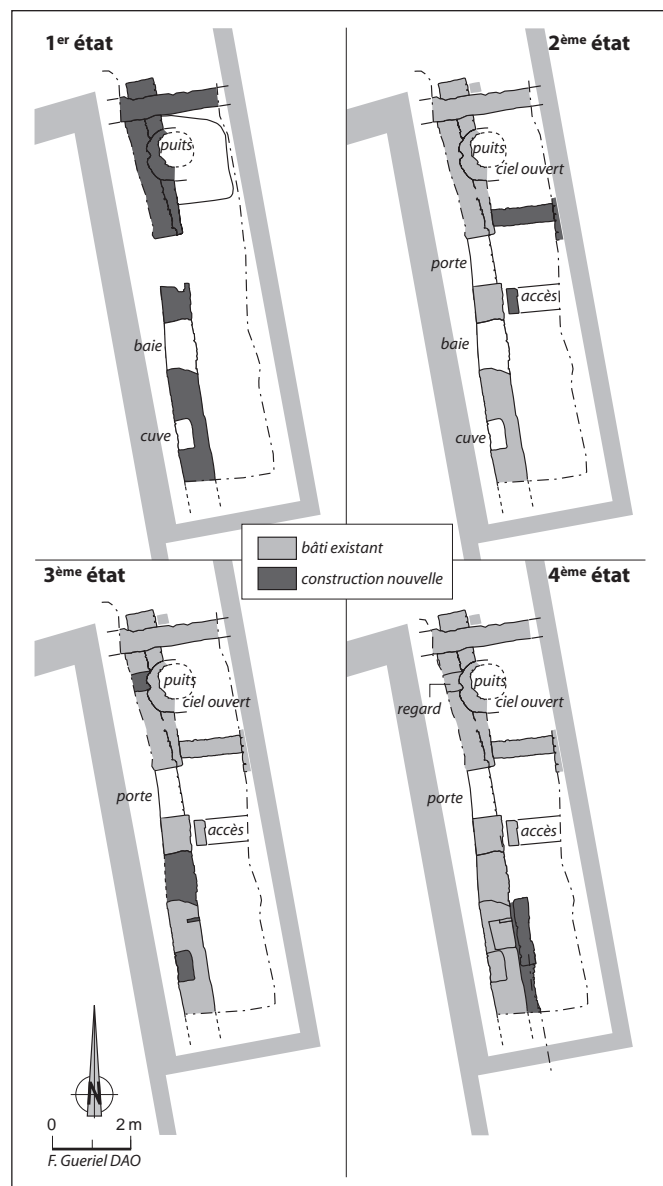 1er état
puits
baie
cuve
2ème état
puits
ciel ouvert
porte
accès
baie
cuve
bâti existant
construction nouvelle
3ème état
puits
ciel ouvert
porte
accès
N
0 2 m
F. Gueriel DAO
4ème état
puits
ciel ouvert
regard
porte
accès